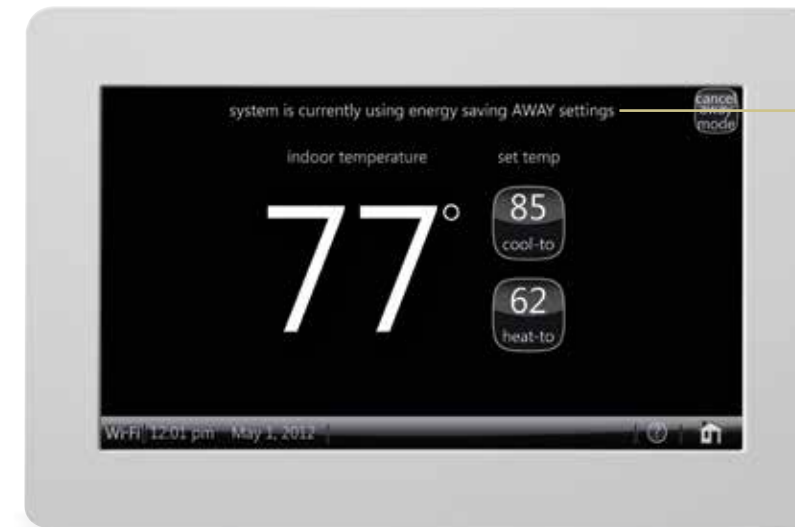 system is currently using energy saving AWAY settings
cancel
away
mode
indoor temperature
set temp
77°
85
cool-to
62
heat-to
Wi-Fi 12:01 pm May 1, 2012
?